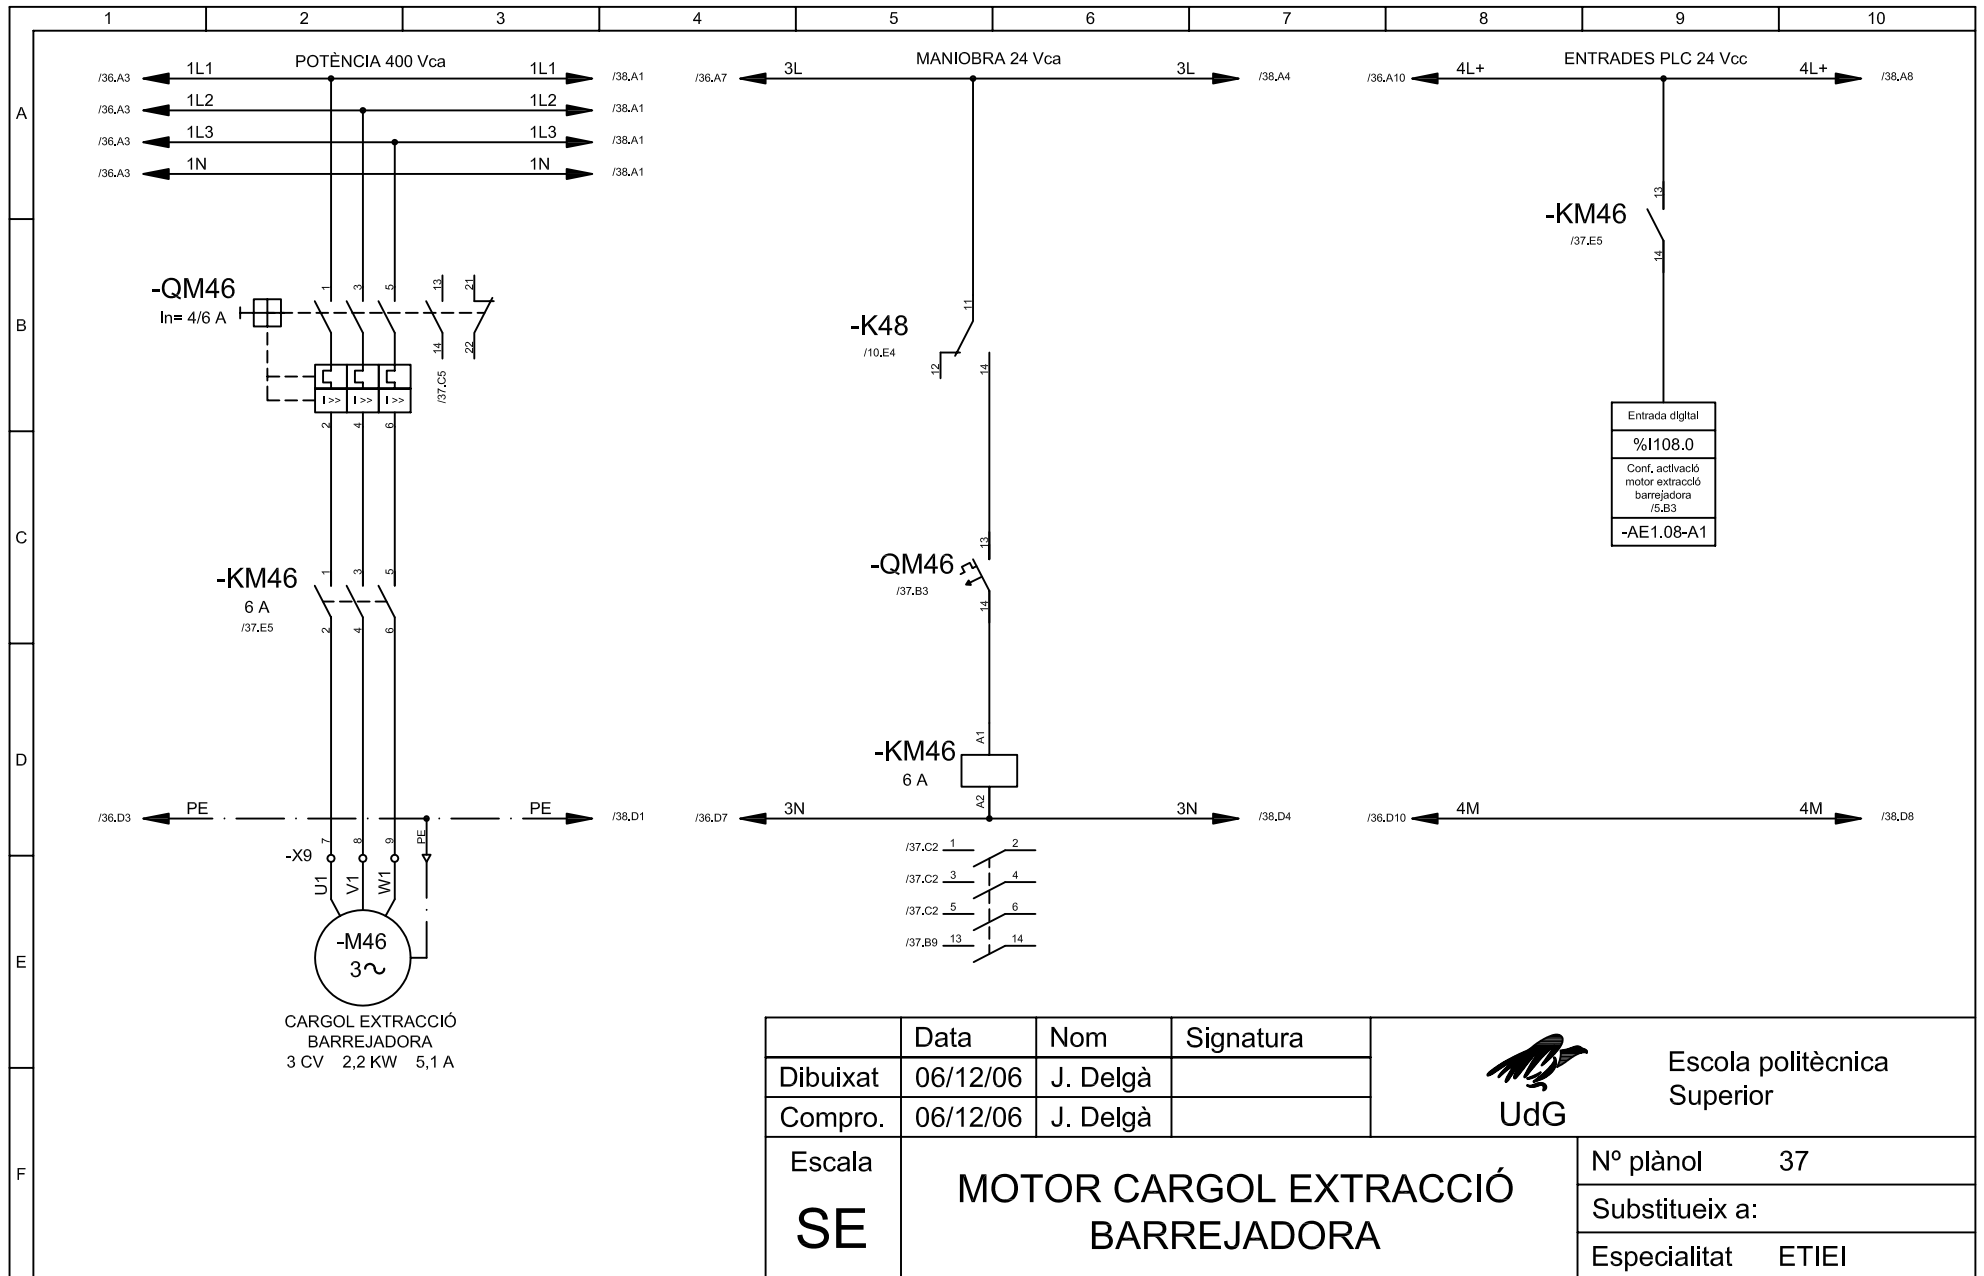 1 2 3 4 5 6 7 8 9 10
A
B
C
D
E
F
POTÈNCIA 400 Vca
/36.A3 1L1 1L1 /38.A1
/36.A3 1L2 1L2 /38.A1
/36.A3 1L3 1L3 /38.A1
/36.A3 1N 1N /38.A1
-QM46
In= 4/6 A
1 3 5 13 21
14 22
I >> I >> I >>
/37.C5
2 4 6
-KM46
6 A
/37.E5
1 3 5
2 4 6
/36.D3 PE PE /38.D1
-X9 7 8 9 PE
U1 V1 W1
-M46
3~
CARGOL EXTRACCIÓ
BARREJADORA
3 CV 2,2 KW 5,1 A
MANIOBRA 24 Vca
/36.A7 3L 3L /38.A4
-K48
/10.E4
11
12 14
-QM46
/37.B3
13
14
-KM46
6 A
A1
A2
/36.D7 3N 3N /38.D4
/37.C2 1 2
/37.C2 3 4
/37.C2 5 6
/37.B9 13 14
ENTRADES PLC 24 Vcc
/36.A10 4L+ 4L+ /38.A8
-KM46
/37.E5
13
14
Entrada digital
%I108.0
Conf. activació
motor extracció
barrejadora
/5.B3
-AE1.08-A1
/36.D10 4M 4M /38.D8
Data Nom Signatura
Dibuixat 06/12/06 J. Delgà
Compro. 06/12/06 J. Delgà
UdG
Escola politècnica
Superior
Escala
SE
MOTOR CARGOL EXTRACCIÓ
BARREJADORA
Nº plànol 37
Substitueix a:
Especialitat ETIEI